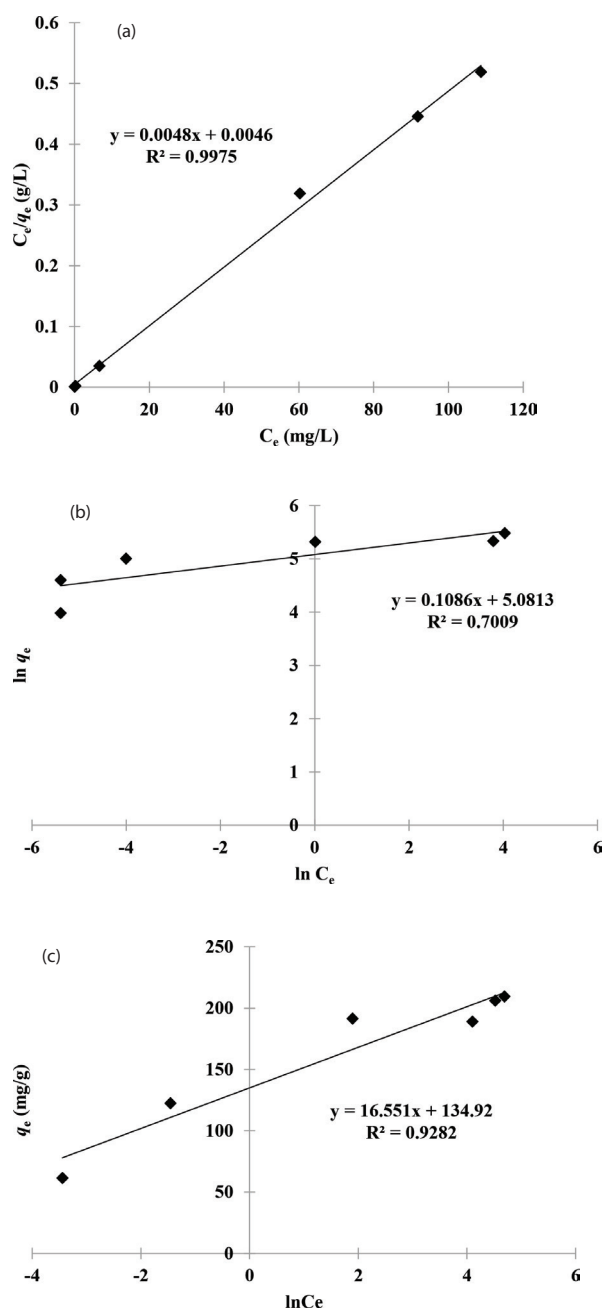 (a)
0.6
0.5
0.4
0.3
0.2
0.1
0
y = 0.0048x + 0.0046
R² = 0.9975
Cₑ/qₑ (g/L)
0 20 40 60 80 100 120
Cₑ (mg/L)
(b)
6
5
4
3
2
1
0
y = 0.1086x + 5.0813
R² = 0.7009
ln qₑ
-6 -4 -2 0 2 4 6
ln Cₑ
(c)
250
200
150
100
50
0
y = 16.551x + 134.92
R² = 0.9282
qₑ (mg/g)
-4 -2 0 2 4 6
lnCe